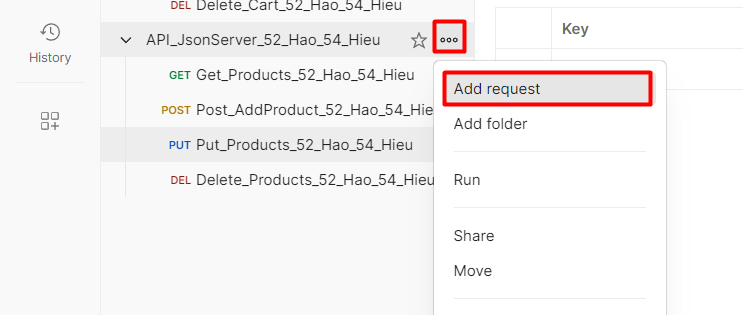 DEL Delete_Cart_52_Hao_54_Hieu
API_JsonServer_52_Hao_54_Hieu
Key
History
GET Get_Products_52_Hao_54_Hieu
Add request
POST Post_AddProduct_52_Hao_54_Hie
Add folder
PUT Put_Products_52_Hao_54_Hieu
DEL Delete_Products_52_Hao_54_Hieu
Run
Share
Move